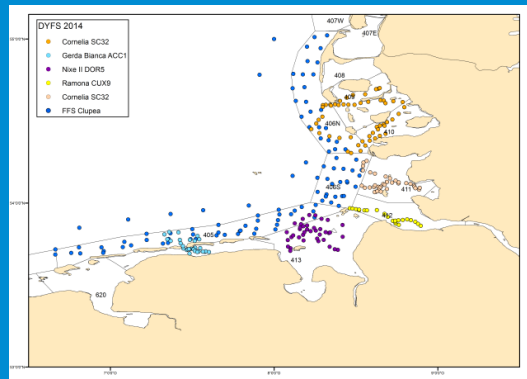 407W
407E
DYFS 2014
Cornelia SC32
Gerda Bianca ACC1
Nixe II DOR5
Ramona CUX9
Cornelia SC32
FFS Clupea
408
409
406N
410
406S
411
412
405
413
620